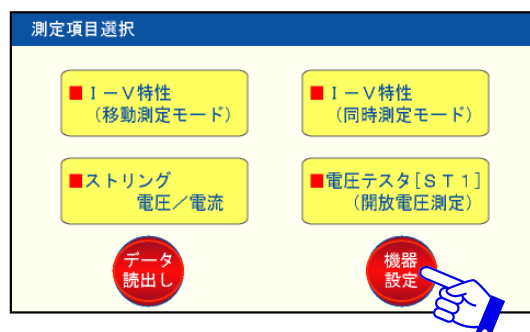 測定項目選択
■Ｉ－Ｖ特性
（移動測定モード）
■Ｉ－Ｖ特性
（同時測定モード）
■ストリング
電圧／電流
■電圧テスタ[ＳＴ１]
（開放電圧測定）
データ
読出し
機器
設定